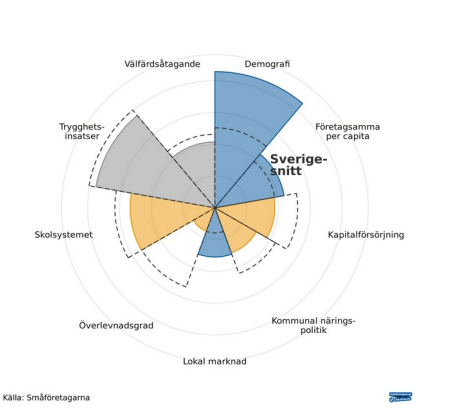 Välfärdsåtagande
Demografi
Trygghets-
insatser
Företagsamma
per capita
Sverige-
snitt
Skolsystemet
Kapitalförsörjning
Överlevnadsgrad
Kommunal närings-
politik
Lokal marknad
Källa: Småföretagarna